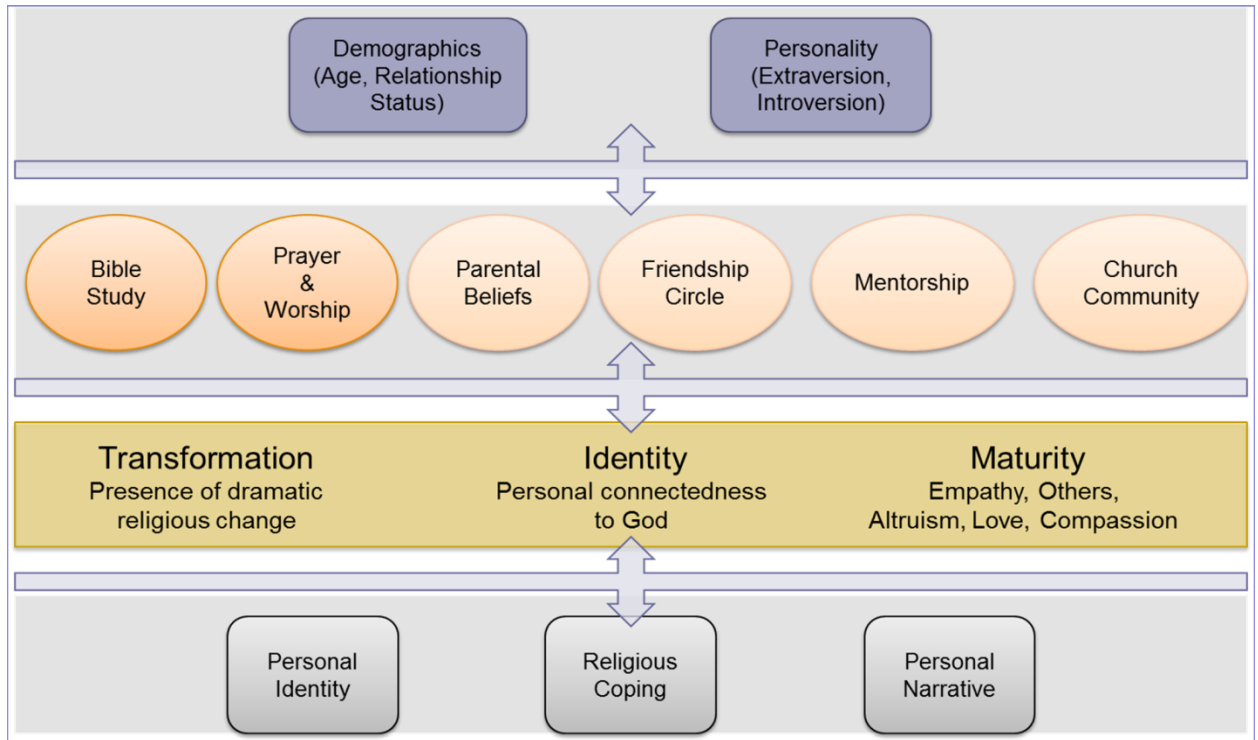 Demographics
(Age, Relationship
Status)
Personality
(Extraversion,
Introversion)
Bible
Study
Prayer
&
Worship
Parental
Beliefs
Friendship
Circle
Mentorship
Church
Community
Transformation
Presence of dramatic
religious change
Identity
Personal connectedness
to God
Maturity
Empathy, Others,
Altruism, Love, Compassion
Personal
Identity
Religious
Coping
Personal
Narrative